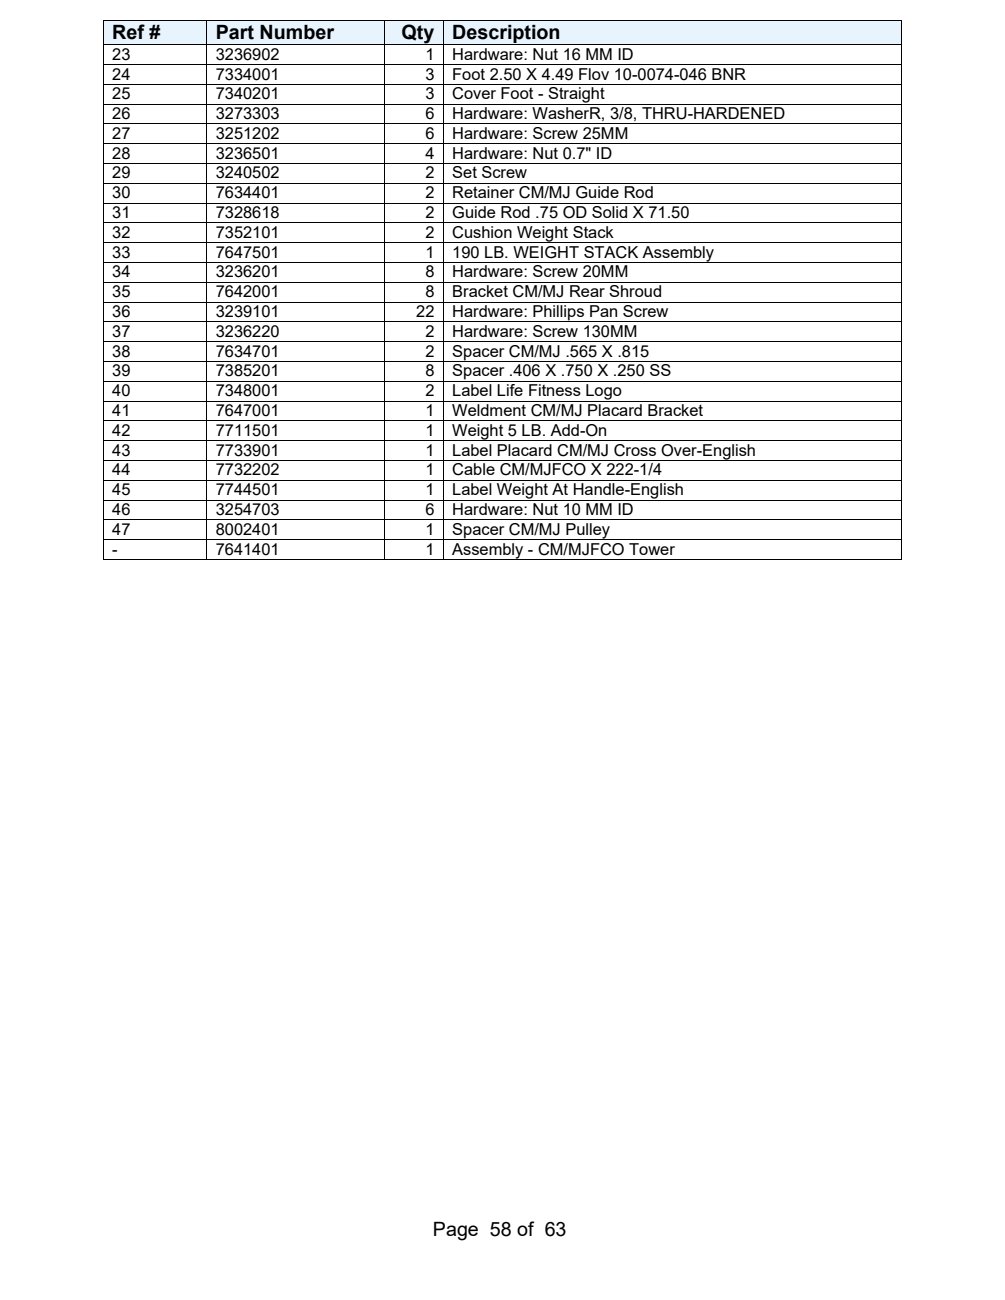 Ref # Part Number Qty Description
23 3236902 1 Hardware: Nut 16 MM ID
24 7334001 3 Foot 2.50 X 4.49 Flov 10-0074-046 BNR
25 7340201 3 Cover Foot - Straight
26 3273303 6 Hardware: WasherR, 3/8, THRU-HARDENED
27 3251202 6 Hardware: Screw 25MM
28 3236501 4 Hardware: Nut 0.7" ID
29 3240502 2 Set Screw
30 7634401 2 Retainer CM/MJ Guide Rod
31 7328618 2 Guide Rod .75 OD Solid X 71.50
32 7352101 2 Cushion Weight Stack
33 7647501 1 190 LB. WEIGHT STACK Assembly
34 3236201 8 Hardware: Screw 20MM
35 7642001 8 Bracket CM/MJ Rear Shroud
36 3239101 22 Hardware: Phillips Pan Screw
37 3236220 2 Hardware: Screw 130MM
38 7634701 2 Spacer CM/MJ .565 X .815
39 7385201 8 Spacer .406 X .750 X .250 SS
40 7348001 2 Label Life Fitness Logo
41 7647001 1 Weldment CM/MJ Placard Bracket
42 7711501 1 Weight 5 LB. Add-On
43 7733901 1 Label Placard CM/MJ Cross Over-English
44 7732202 1 Cable CM/MJFCO X 222-1/4
45 7744501 1 Label Weight At Handle-English
46 3254703 6 Hardware: Nut 10 MM ID
47 8002401 1 Spacer CM/MJ Pulley
- 7641401 1 Assembly - CM/MJFCO Tower
Page 58 of 63